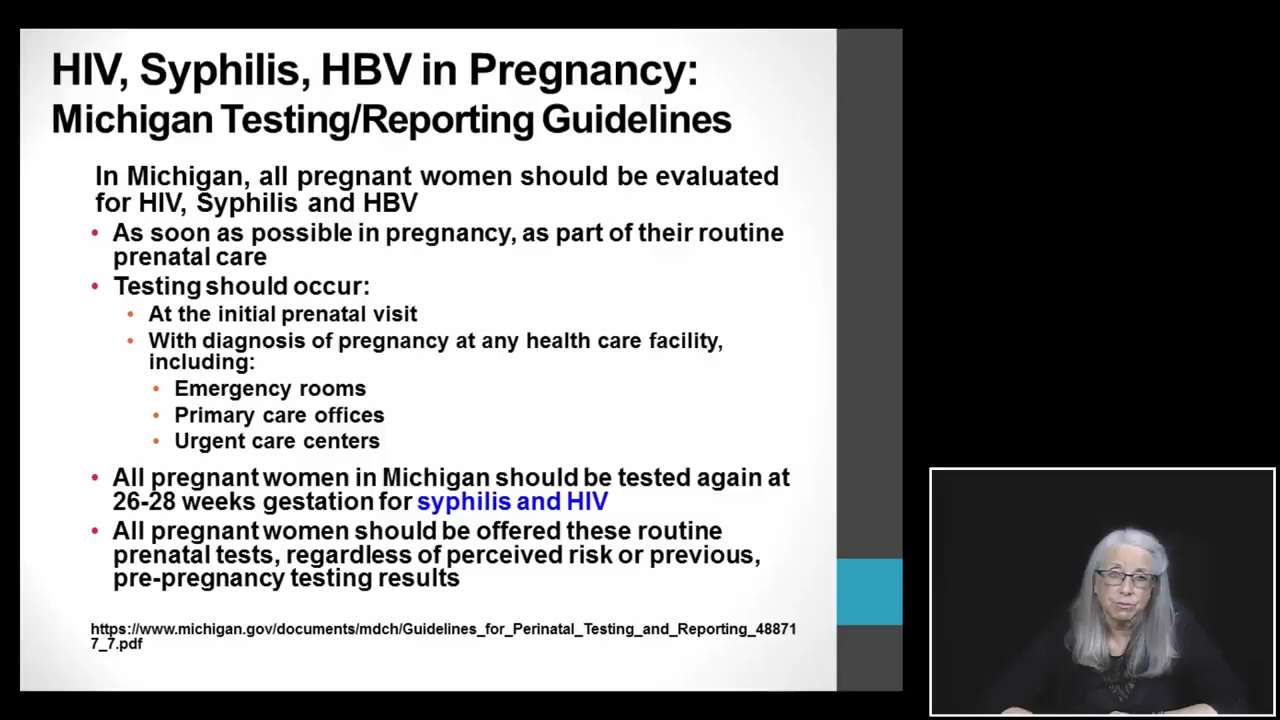 HIV, Syphilis, HBV in Pregnancy:
Michigan Testing/Reporting Guidelines
In Michigan, all pregnant women should be evaluated
for HIV, Syphilis and HBV
• As soon as possible in pregnancy, as part of their routine
prenatal care
• Testing should occur:
• At the initial prenatal visit
• With diagnosis of pregnancy at any health care facility,
including:
• Emergency rooms
• Primary care offices
• Urgent care centers
• All pregnant women in Michigan should be tested again at
26-28 weeks gestation for syphilis and HIV
• All pregnant women should be offered these routine
prenatal tests, regardless of perceived risk or previous,
pre-pregnancy testing results
https://www.michigan.gov/documents/mdch/Guidelines_for_Perinatal_Testing_and_Reporting_48871
7_7.pdf